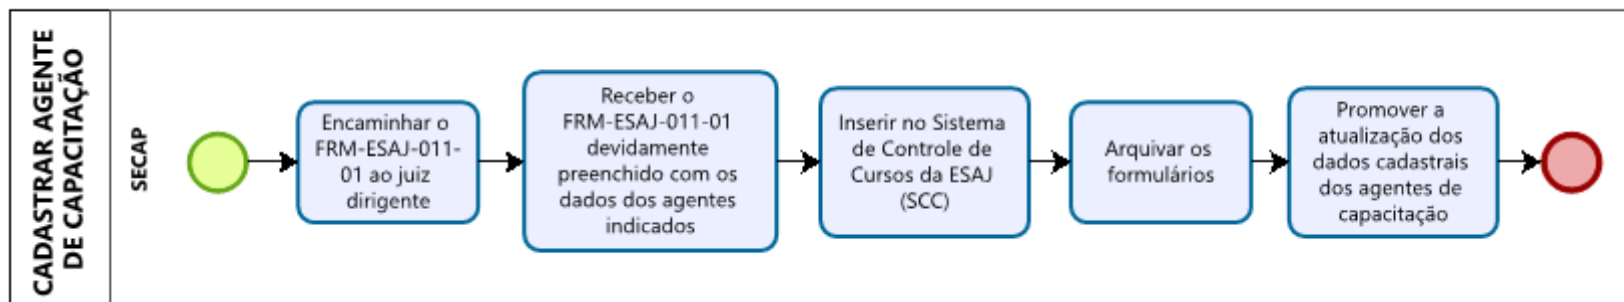 CADASTRAR AGENTE
DE CAPACITAÇÃO
SECAP
Encaminhar o
FRM-ESAJ-011-
01 ao juiz
dirigente
Receber o
FRM-ESAJ-011-01
devidamente
preenchido com os
dados dos agentes
indicados
Inserir no Sistema
de Controle de
Cursos da ESAJ
(SCC)
Arquivar os
formulários
Promover a
atualização dos
dados cadastrais
dos agentes de
capacitação